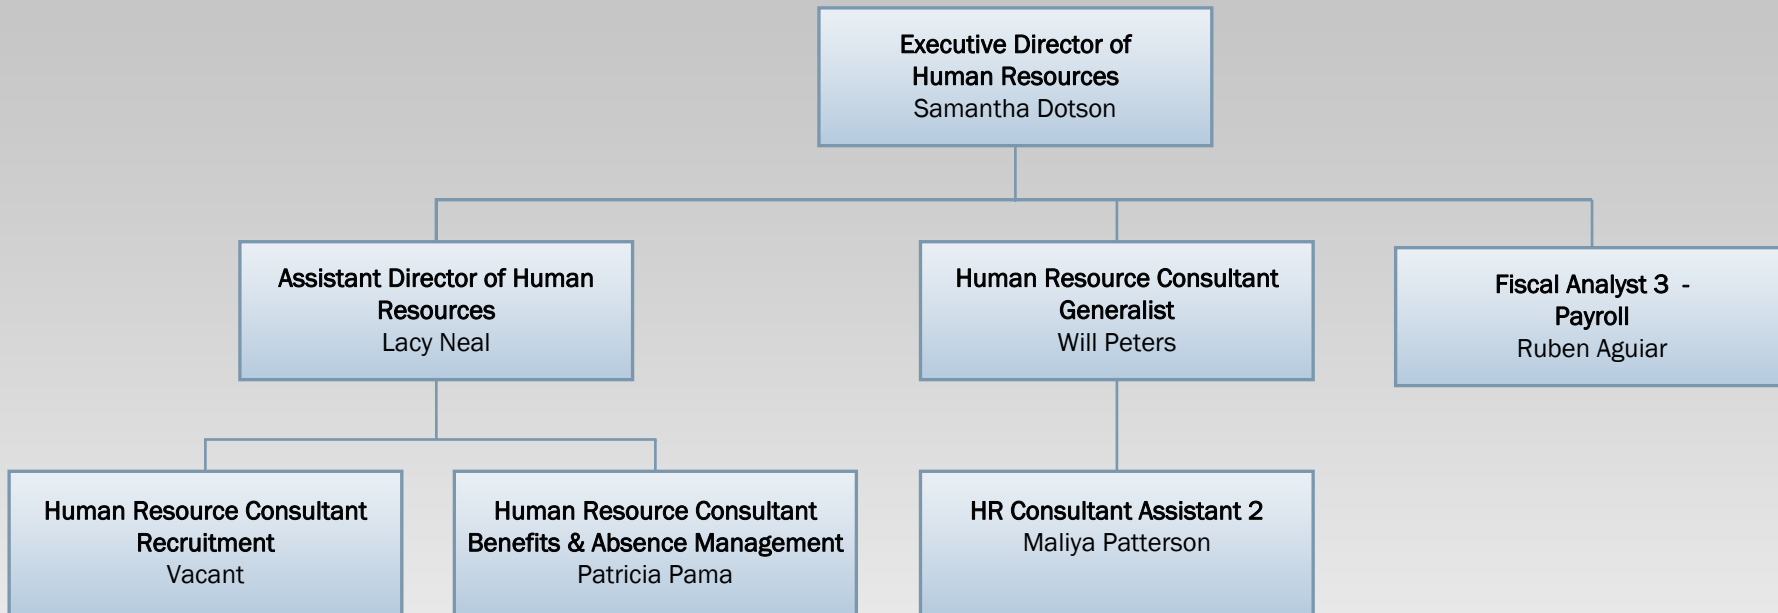 Executive Director of
Human Resources
Samantha Dotson
Assistant Director of Human
Resources
Lacy Neal
Human Resource Consultant
Generalist
Will Peters
Fiscal Analyst 3 -
Payroll
Ruben Aguiar
Human Resource Consultant
Recruitment
Vacant
Human Resource Consultant
Benefits & Absence Management
Patricia Pama
HR Consultant Assistant 2
Maliya Patterson